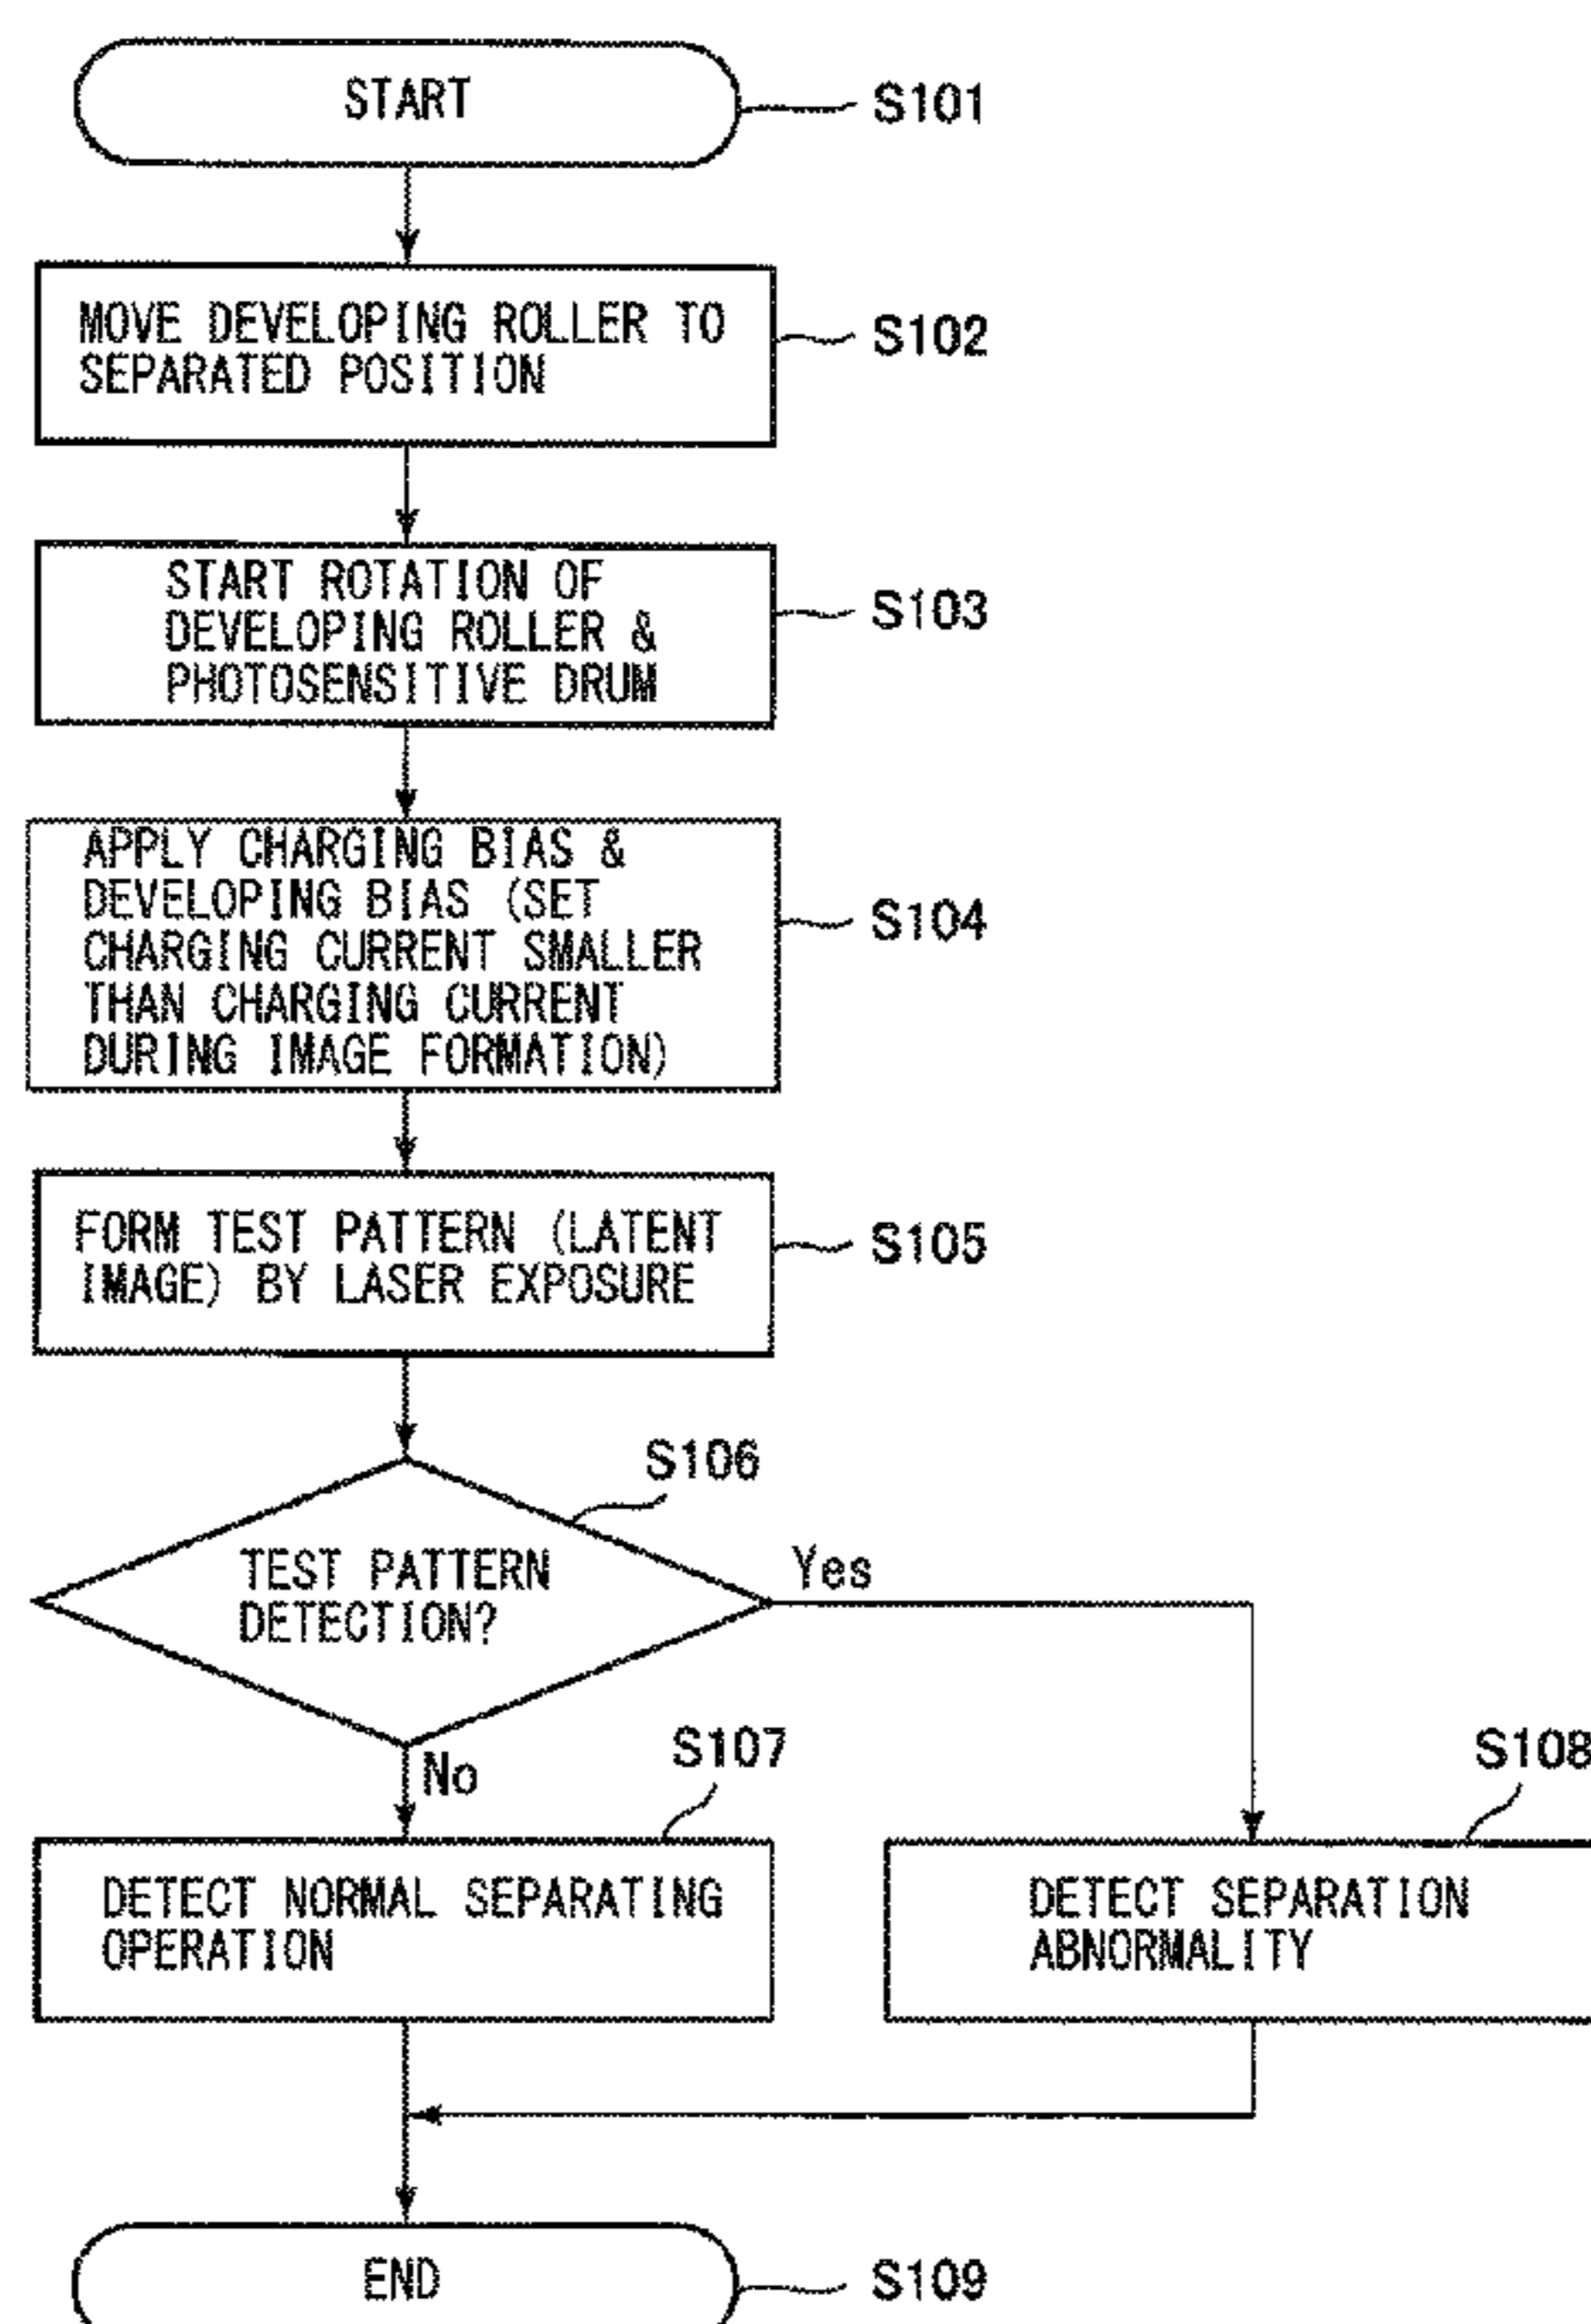 START
S101
MOVE DEVELOPING ROLLER TO
SEPARATED POSITION
S102
START ROTATION OF
DEVELOPING ROLLER &
PHOTOSENSITIVE DRUM
S103
APPLY CHARGING BIAS &
DEVELOPING BIAS (SET
CHARGING CURRENT SMALLER
THAN CHARGING CURRENT
DURING IMAGE FORMATION)
S104
FORM TEST PATTERN (LATENT
IMAGE) BY LASER EXPOSURE
S105
S106
TEST PATTERN
DETECTION?
Yes
No
S107
DETECT NORMAL SEPARATING
OPERATION
S108
DETECT SEPARATION
ABNORMALITY
END
S109